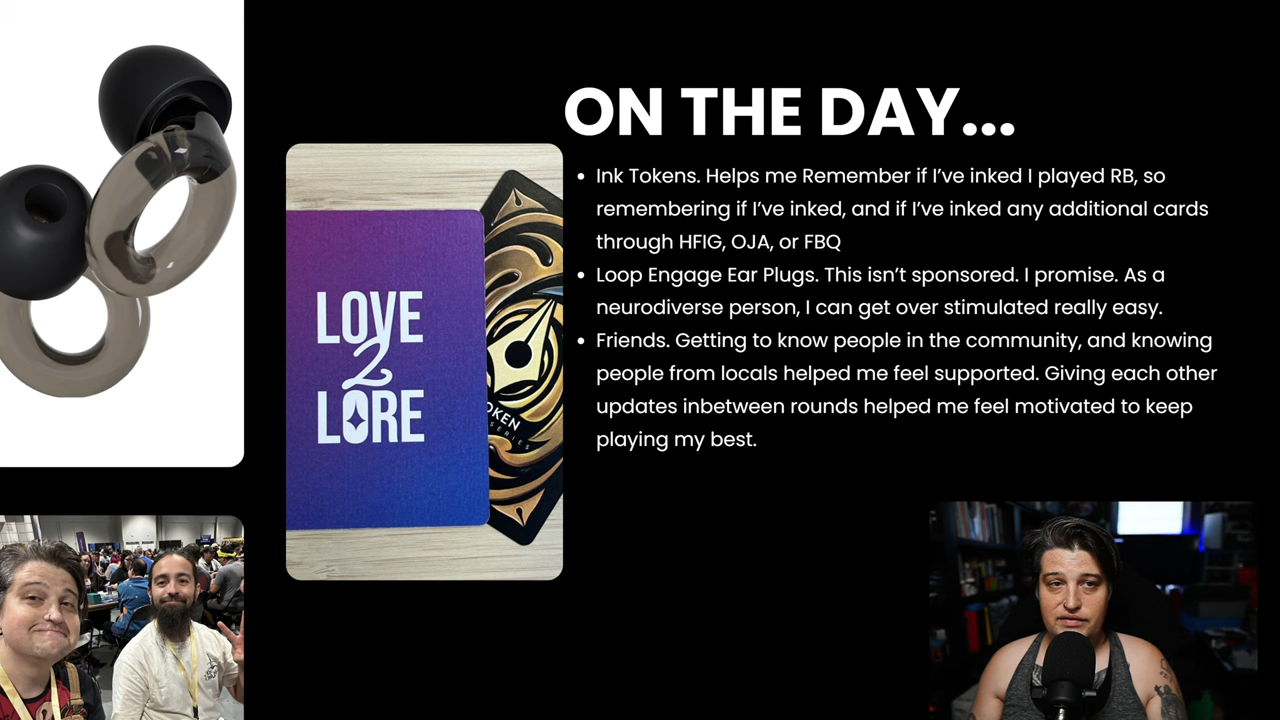 ON THE DAY...
• Ink Tokens. Helps me Remember if I've inked I played RB, so
remembering if I've inked, and if I've inked any additional cards
through HFIG, OJA, or FBQ
• Loop Engage Ear Plugs. This isn't sponsored. I promise. As a
neurodiverse person, I can get over stimulated really easy.
• Friends. Getting to know people in the community, and knowing
people from locals helped me feel supported. Giving each other
updates inbetween rounds helped me feel motivated to keep
playing my best.
LOVE
2
LORE
OKEN
SERIES